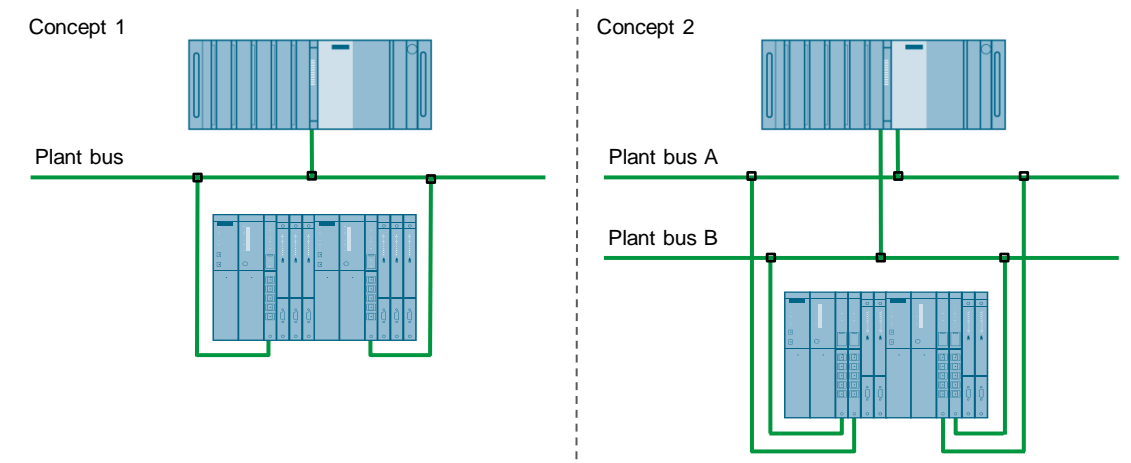 Concept 1
Concept 2
Plant bus
Plant bus A
Plant bus B